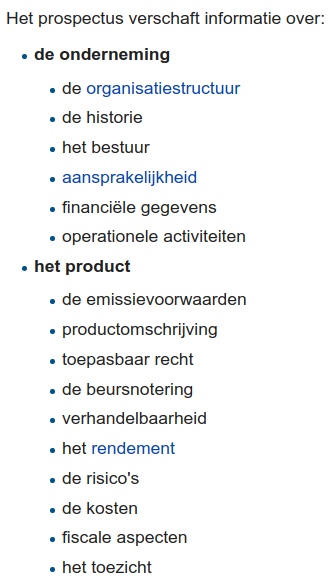 Het prospectus verschaft informatie over:
de onderneming
de organisatiestructuur
de historie
het bestuur
aansprakelijkheid
financiële gegevens
operationele activiteiten
het product
de emissievoorwaarden
productomschrijving
toepasbaar recht
de beursnotering
verhandelbaarheid
het rendement
de risico's
de kosten
fiscale aspecten
het toezicht